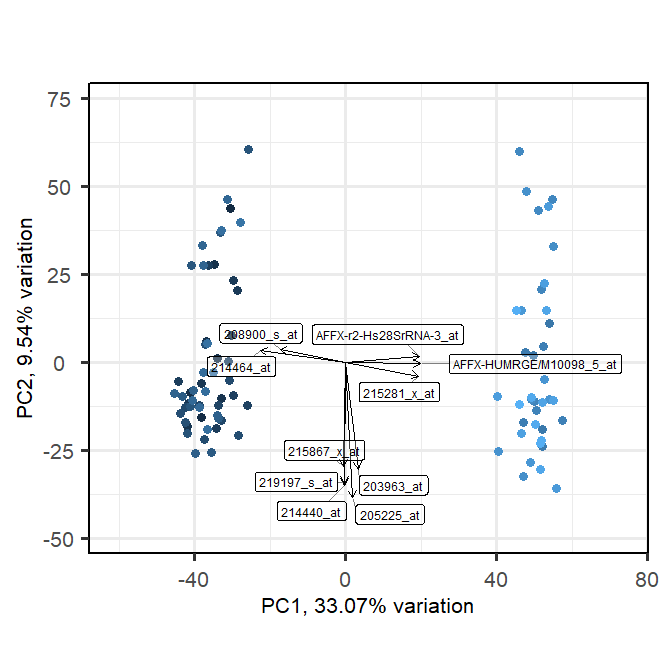 75
50
25
0
-25
-50
PC2, 9.54% variation
208900_s_at
AFFX-r2-Hs28SrRNA-3_at
214464_at
AFFX-HUMRGE/M10098_5_at
215281_x_at
215867_x_at
219197_s_at
203963_at
214440_at
205225_at
-40
0
40
80
PC1, 33.07% variation